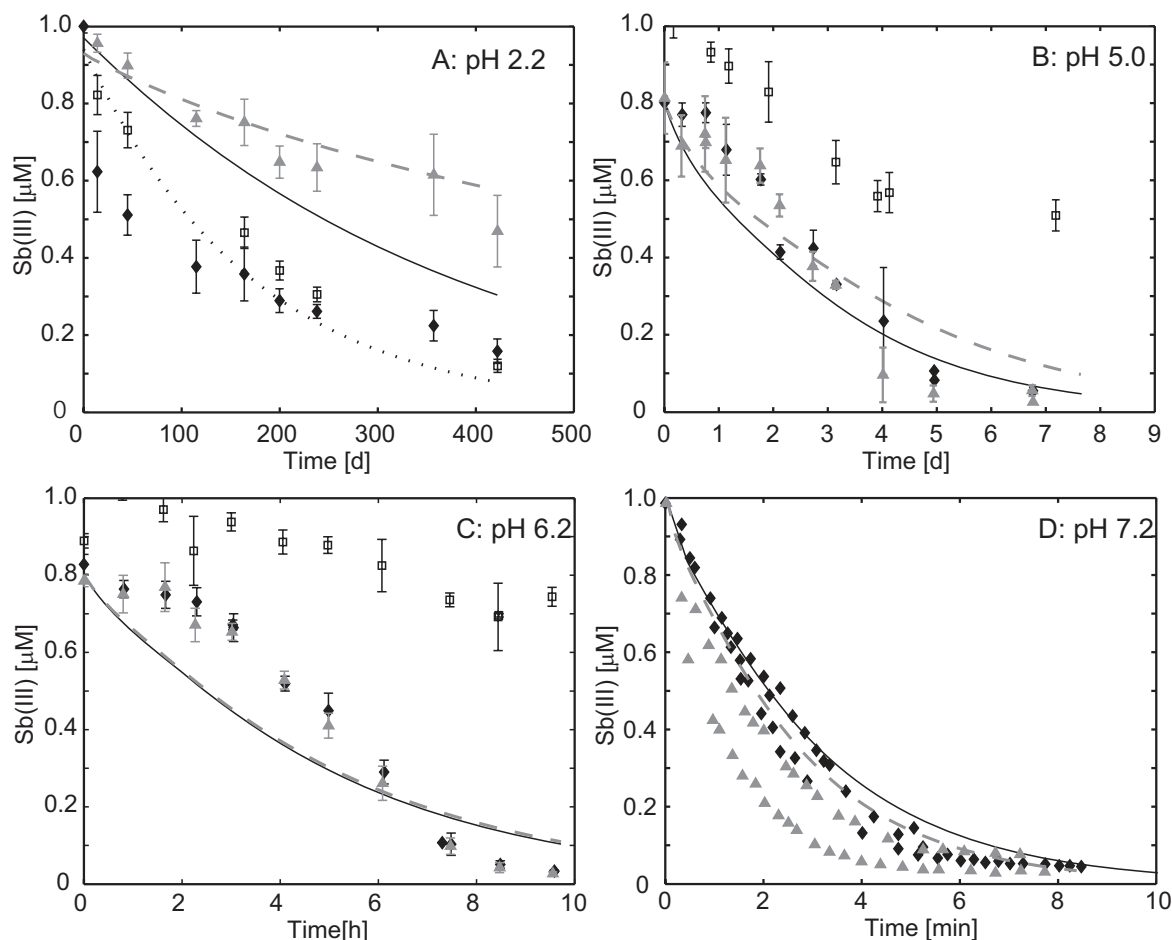 A: pH 2.2
1.0
0.8
0.6
0.4
0.2
0
Sb(III) [μM]
0 100 200 300 400 500
Time [d]
B: pH 5.0
1.0
0.8
0.6
0.4
0.2
0
Sb(III) [μM]
0 1 2 3 4 5 6 7 8 9
Time [d]
C: pH 6.2
1.0
0.8
0.6
0.4
0.2
0
Sb(III) [μM]
0 2 4 6 8 10
Time[h]
D: pH 7.2
1.0
0.8
0.6
0.4
0.2
0
Sb(III) [μM]
0 2 4 6 8 10
Time [min]